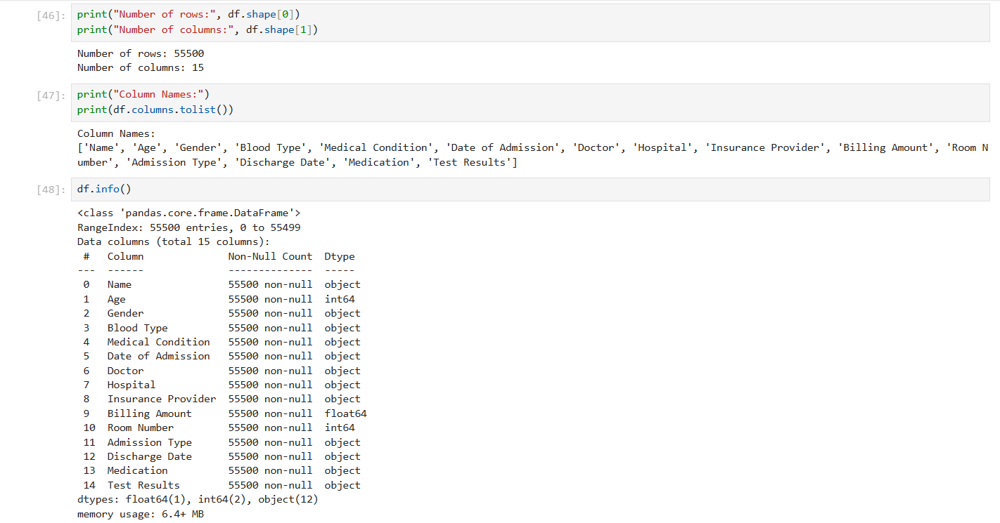 [46]: print("Number of rows:", df.shape[0])
print("Number of columns:", df.shape[1])
Number of rows: 55500
Number of columns: 15
[47]: print("Column Names:")
print(df.columns.tolist())
Column Names:
['Name', 'Age', 'Gender', 'Blood Type', 'Medical Condition', 'Date of Admission', 'Doctor', 'Hospital', 'Insurance Provider', 'Billing Amount', 'Room N
umber', 'Admission Type', 'Discharge Date', 'Medication', 'Test Results']
[48]: df.info()
<class 'pandas.core.frame.DataFrame'>
RangeIndex: 55500 entries, 0 to 55499
Data columns (total 15 columns):
 #   Column              Non-Null Count  Dtype
---  ------              --------------  -----
 0   Name                55500 non-null  object
 1   Age                 55500 non-null  int64
 2   Gender              55500 non-null  object
 3   Blood Type          55500 non-null  object
 4   Medical Condition   55500 non-null  object
 5   Date of Admission   55500 non-null  object
 6   Doctor              55500 non-null  object
 7   Hospital            55500 non-null  object
 8   Insurance Provider  55500 non-null  object
 9   Billing Amount      55500 non-null  float64
 10  Room Number         55500 non-null  int64
 11  Admission Type      55500 non-null  object
 12  Discharge Date      55500 non-null  object
 13  Medication          55500 non-null  object
 14  Test Results        55500 non-null  object
dtypes: float64(1), int64(2), object(12)
memory usage: 6.4+ MB